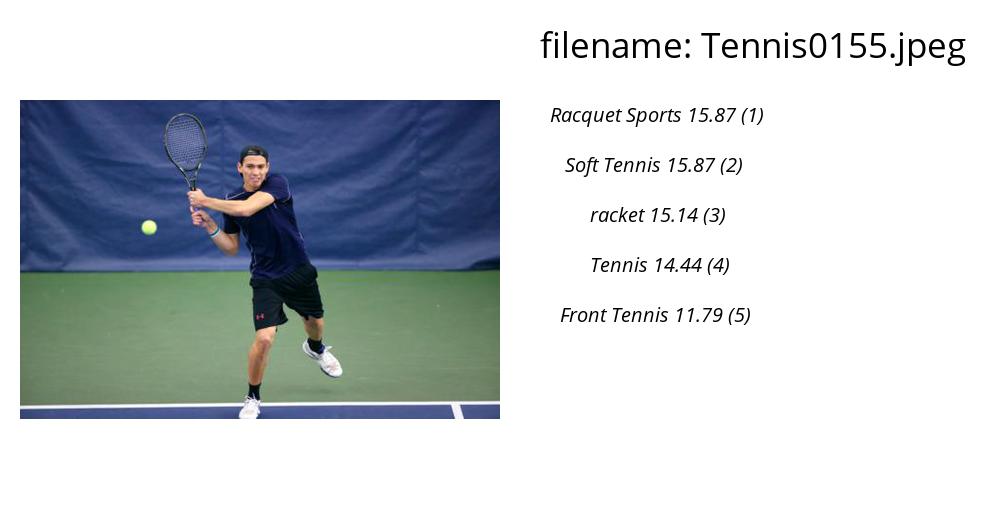 filename: Tennis0155.jpeg
Racquet Sports 15.87 (1)
Soft Tennis 15.87 (2)
racket 15.14 (3)
Tennis 14.44 (4)
Front Tennis 11.79 (5)